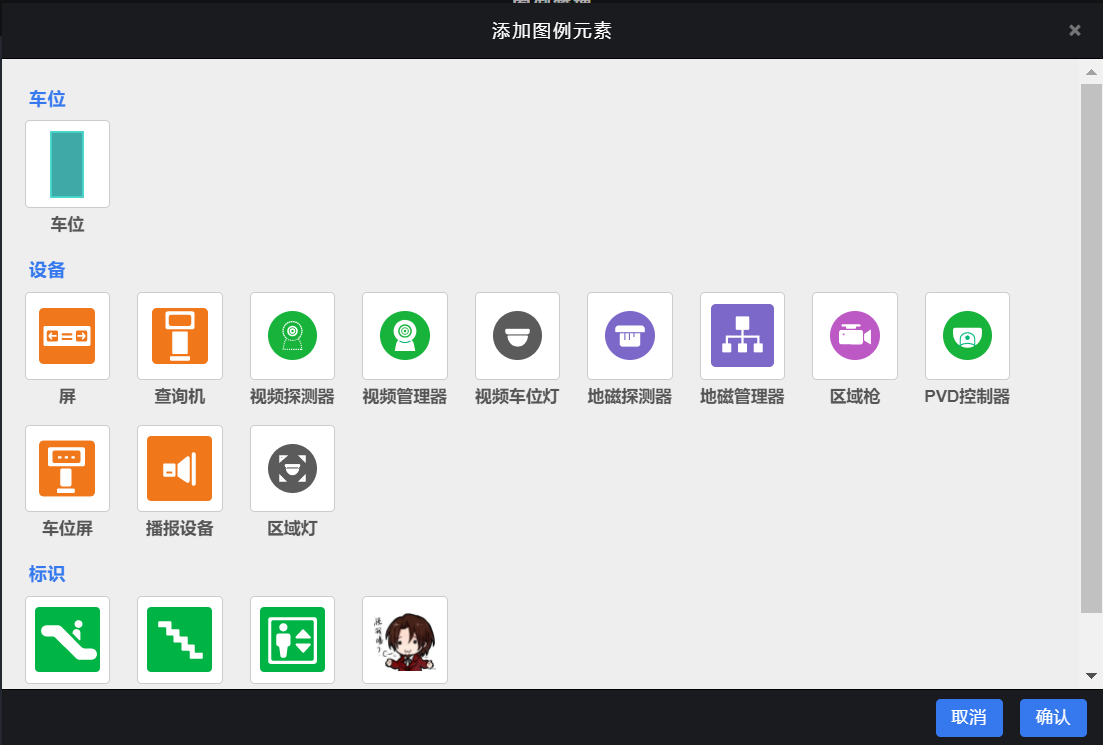 添加图例元素
车位
车位
设备
屏
查询机
视频探测器
视频管理器
视频车位灯
地磁探测器
地磁管理器
区域枪
PVD控制器
车位屏
播报设备
区域灯
标识
取消
确认